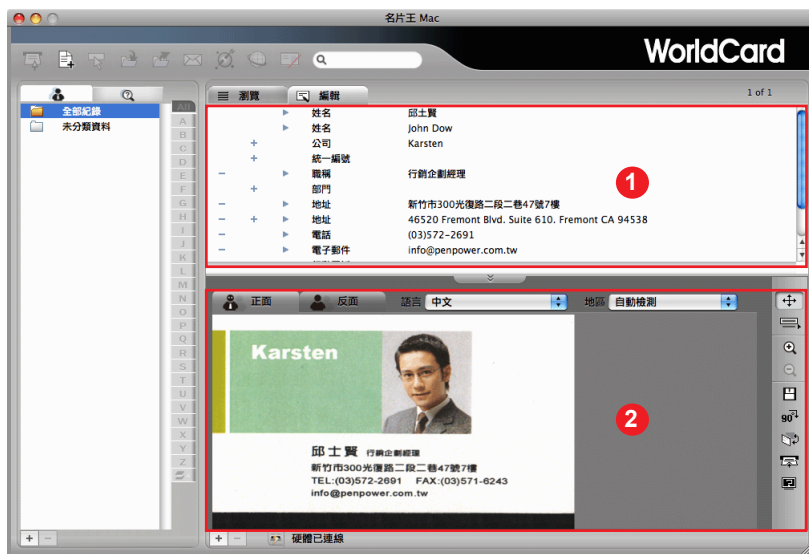 名片王 Mac
WorldCard
瀏覽 編輯 1 of 1
全部紀錄
未分類資料
All
A
B
C
D
E
F
G
H
I
J
K
L
M
N
O
P
Q
R
S
T
U
V
W
X
Y
Z
姓名 邱士賢
姓名 John Dow
公司 Karsten
統一編號
職稱 行銷企劃經理
部門
地址 新竹市300光復路二段二巷47號7樓
地址 46520 Fremont Blvd. Suite 610. Fremont CA 94538
電話 (03)572-2691
電子郵件 info@penpower.com.tw
1
正面 反面 語言 中文 地區 自動檢測
Karsten
邱士賢 行銷企劃經理
新竹市300光復路二段二巷47號7樓
TEL:(03)572-2691 FAX:(03)571-6243
info@penpower.com.tw
2
90
硬體已連線